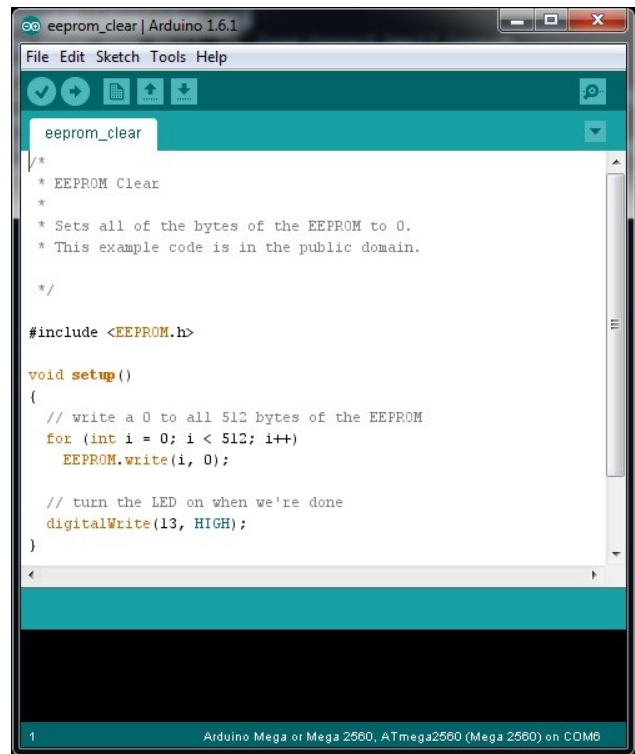 eeprom_clear | Arduino 1.6.1
File Edit Sketch Tools Help
eeprom_clear
/*
 * EEPROM Clear
 *
 * Sets all of the bytes of the EEPROM to 0.
 * This example code is in the public domain.

 */

#include <EEPROM.h>

void setup()
{
  // write a 0 to all 512 bytes of the EEPROM
  for (int i = 0; i < 512; i++)
    EEPROM.write(i, 0);

  // turn the LED on when we're done
  digitalWrite(13, HIGH);
}
1 Arduino Mega or Mega 2560, ATmega2560 (Mega 2560) on COM6